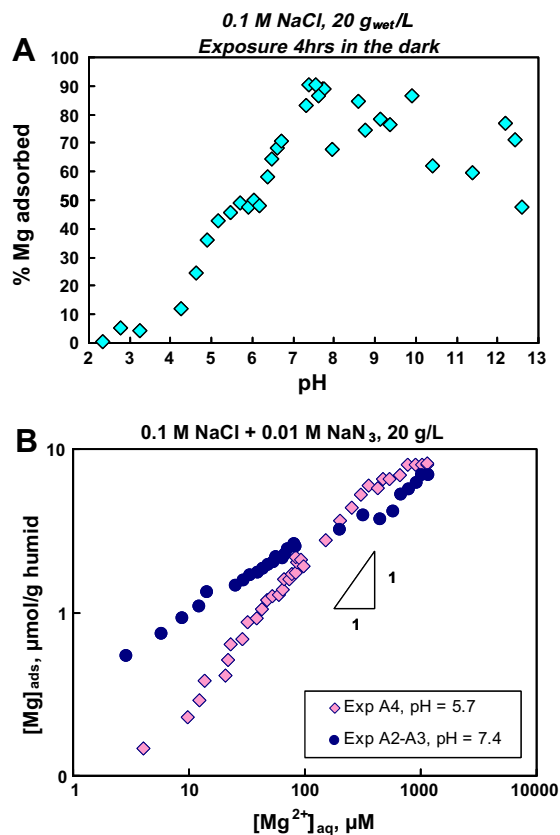 0.1 M NaCl, 20 gwet/L
Exposure 4hrs in the dark
A
100
90
80
70
60
50
40
30
20
10
0
% Mg adsorbed
2 3 4 5 6 7 8 9 10 11 12 13
pH
B
0.1 M NaCl + 0.01 M NaN3, 20 g/L
10
1
1
[Mg]ads, µmol/g humid
1
1
Exp A4, pH = 5.7
Exp A2-A3, pH = 7.4
1 10 100 1000 10000
[Mg2+]aq, µM